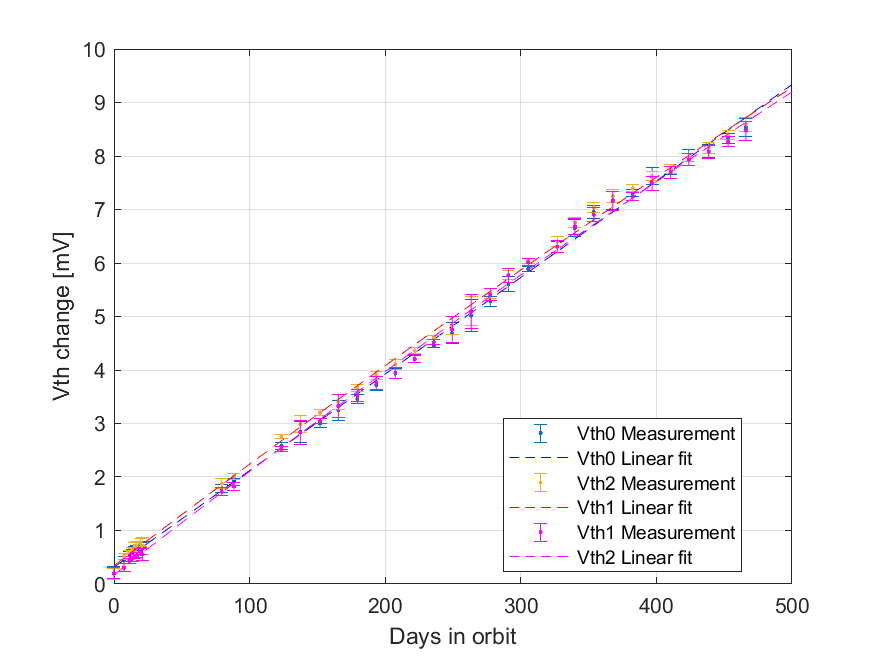 10
9
8
7
6
5
4
3
2
1
0
Vth change [mV]
0 100 200 300 400 500
Days in orbit
Vth0 Measurement
Vth0 Linear fit
Vth2 Measurement
Vth1 Linear fit
Vth1 Measurement
Vth2 Linear fit